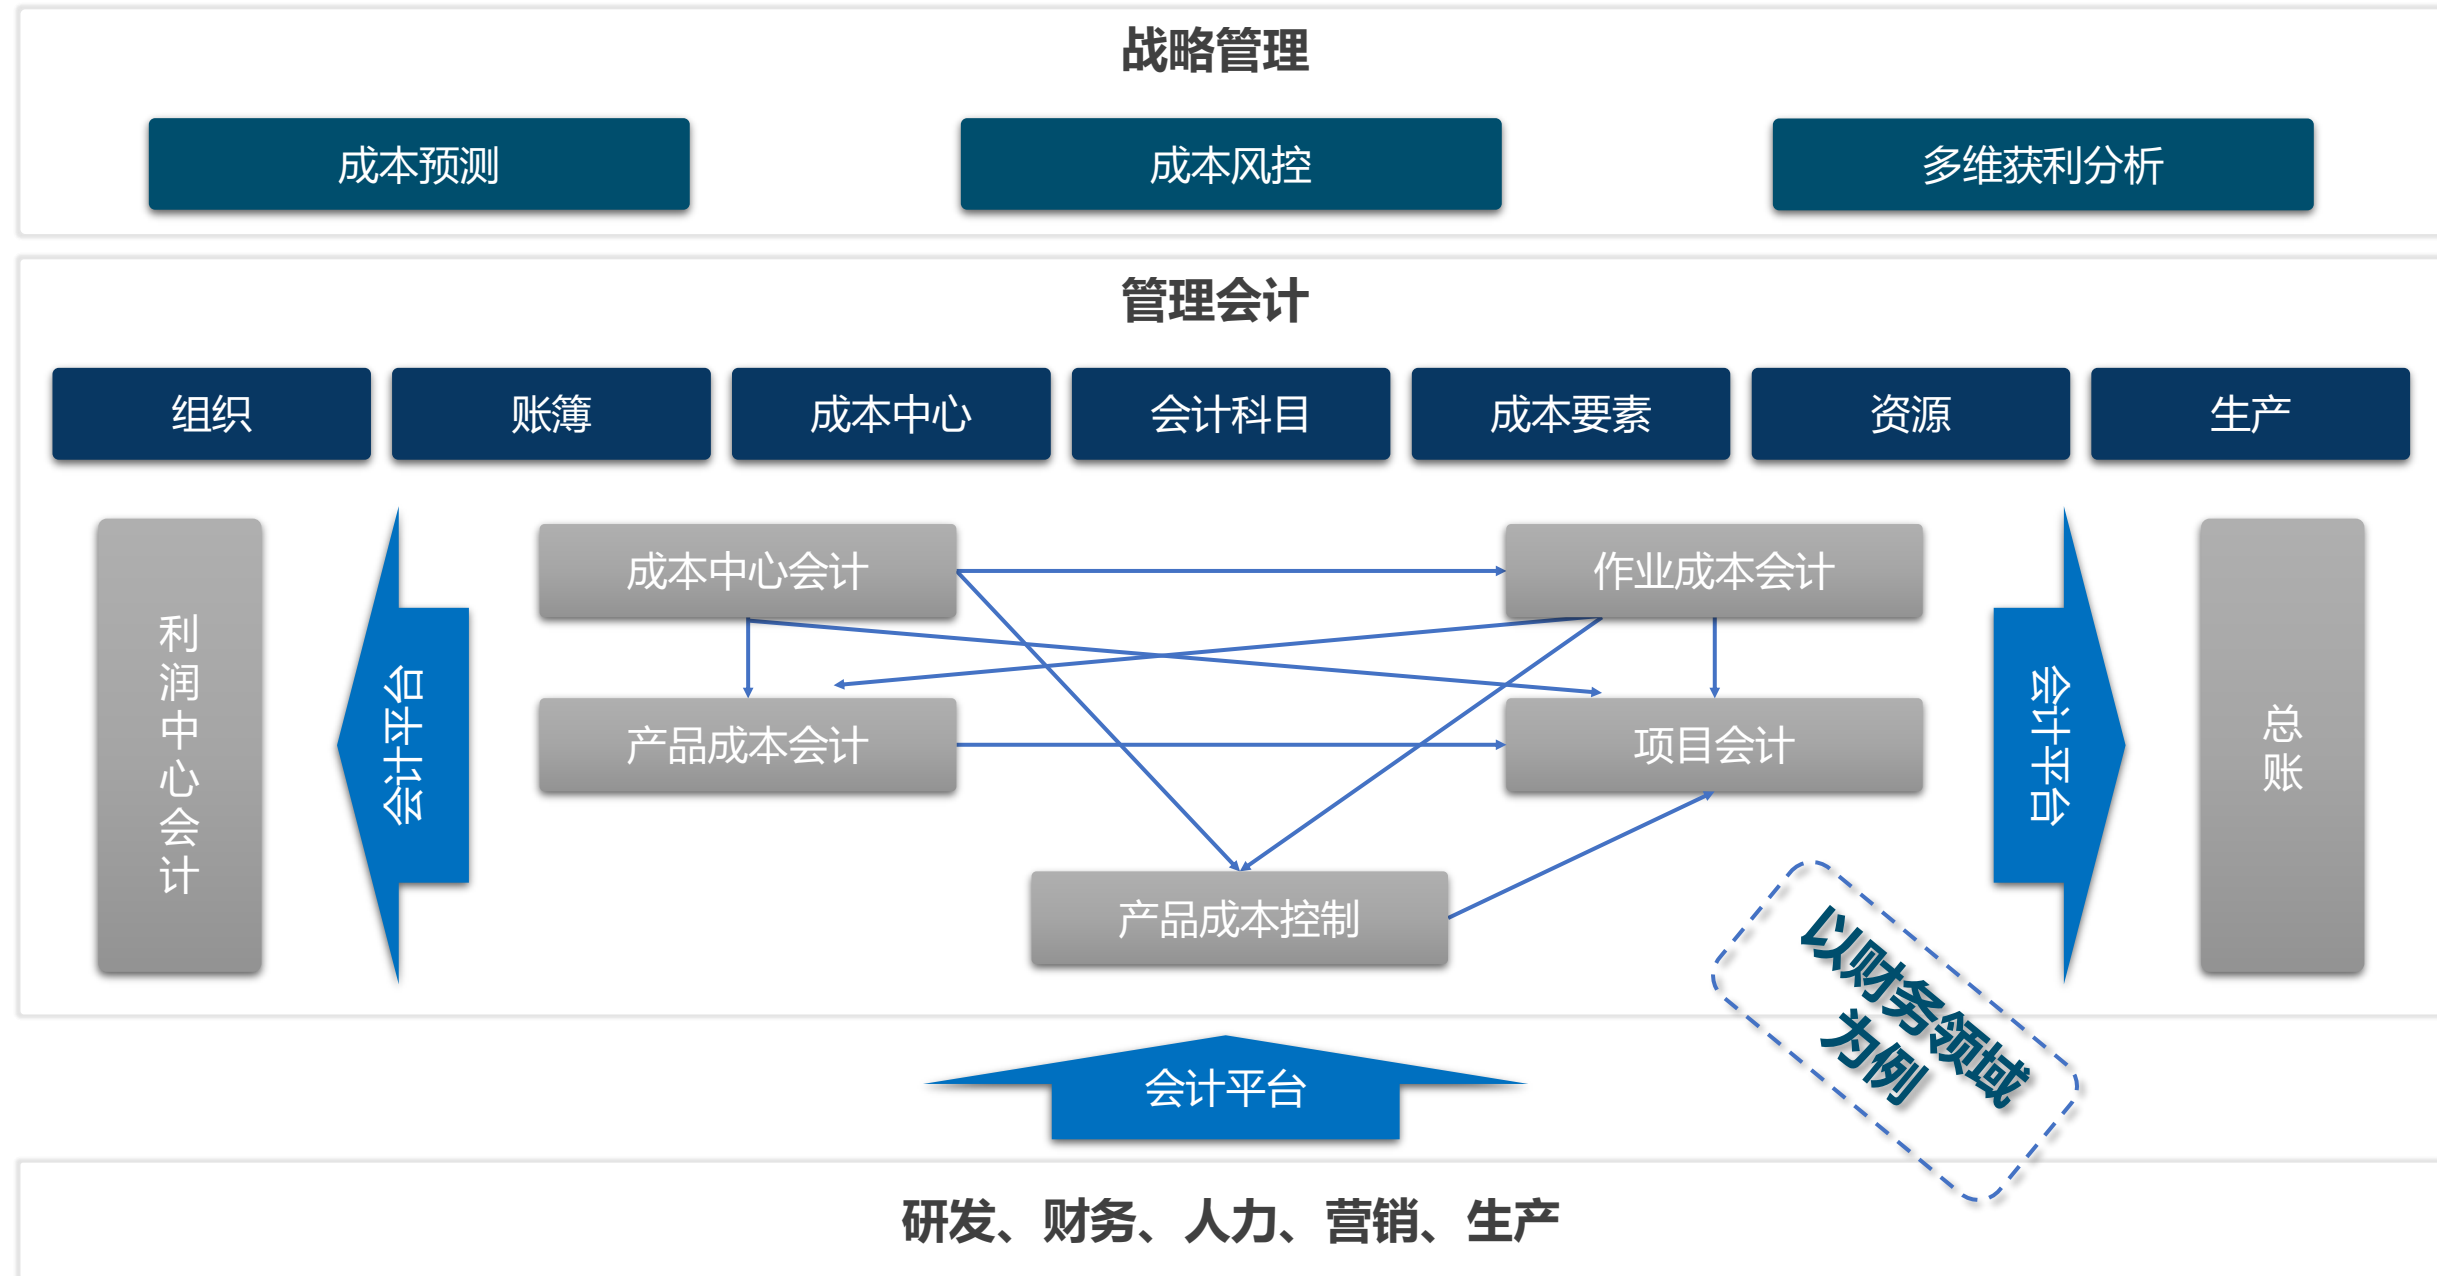 战略管理
成本预测
成本风控
多维获利分析
管理会计
组织
账簿
成本中心
会计科目
成本要素
资源
生产
利润中心会计
会计平台
成本中心会计
作业成本会计
产品成本会计
项目会计
产品成本控制
会计平台
总账
以财务领域
为例
会计平台
研发、财务、人力、营销、生产